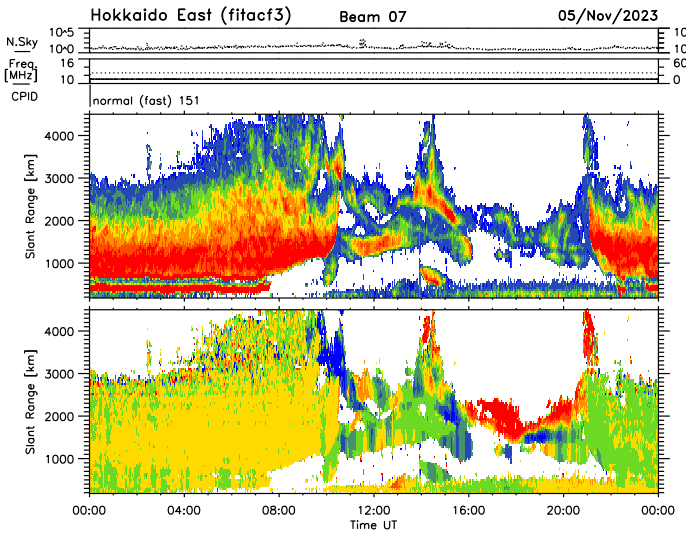 Hokkaido East (fitacf3) Beam 07 05/Nov/2023
N.Sky 10^5 10^0 10 10
Freq. [MHz] 16 10 60 0
CPID normal (fast) 151
Slant Range [km] 4000 3000 2000 1000
Slant Range [km] 4000 3000 2000 1000
00:00 04:00 08:00 12:00 16:00 20:00 00:00
Time UT